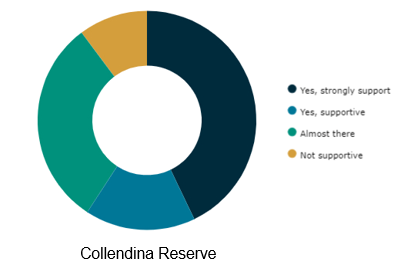 Yes, strongly support
Yes, supportive
Almost there
Not supportive
Collendina Reserve